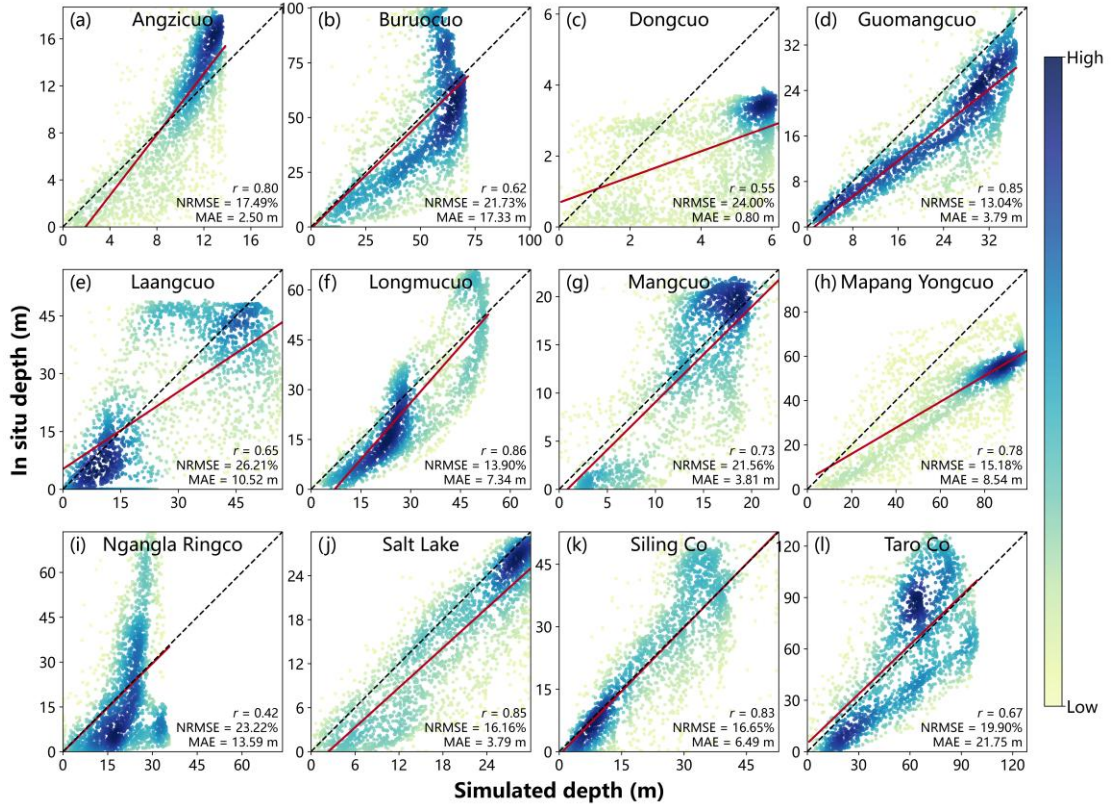 (a) Angzicuo
16
12
8
4
0
0 4 8 12 16
r = 0.80
NRMSE = 17.49%
MAE = 2.50 m
(b) Buruocuo
100
75
50
25
0
0 25 50 75 100
r = 0.62
NRMSE = 21.73%
MAE = 17.33 m
(c) Dongcuo
6
4
2
0
0 2 4 6
r = 0.55
NRMSE = 24.00%
MAE = 0.80 m
(d) Guomangcuo
32
24
16
8
0
0 8 16 24 32
r = 0.85
NRMSE = 13.04%
MAE = 3.79 m
High
Low
In situ depth (m)
(e) Laangcuo
45
30
15
0
0 15 30 45
r = 0.65
NRMSE = 26.21%
MAE = 10.52 m
(f) Longmucuo
60
45
30
15
0
0 15 30 45 60
r = 0.86
NRMSE = 13.90%
MAE = 7.34 m
(g) Mangcuo
20
15
10
5
0
0 5 10 15 20
r = 0.73
NRMSE = 21.56%
MAE = 3.81 m
(h) Mapang Yongcuo
80
60
40
20
0
0 20 40 60 80
r = 0.78
NRMSE = 15.18%
MAE = 8.54 m
(i) Ngangla Ringco
60
45
30
15
0
0 15 30 45 60
r = 0.42
NRMSE = 23.22%
MAE = 13.59 m
(j) Salt Lake
24
18
12
6
0
0 6 12 18 24
r = 0.85
NRMSE = 16.16%
MAE = 3.79 m
(k) Siling Co
45
30
15
0
0 15 30 45
r = 0.83
NRMSE = 16.65%
MAE = 6.49 m
(l) Taro Co
120
90
60
30
0
0 30 60 90 120
r = 0.67
NRMSE = 19.90%
MAE = 21.75 m
Simulated depth (m)